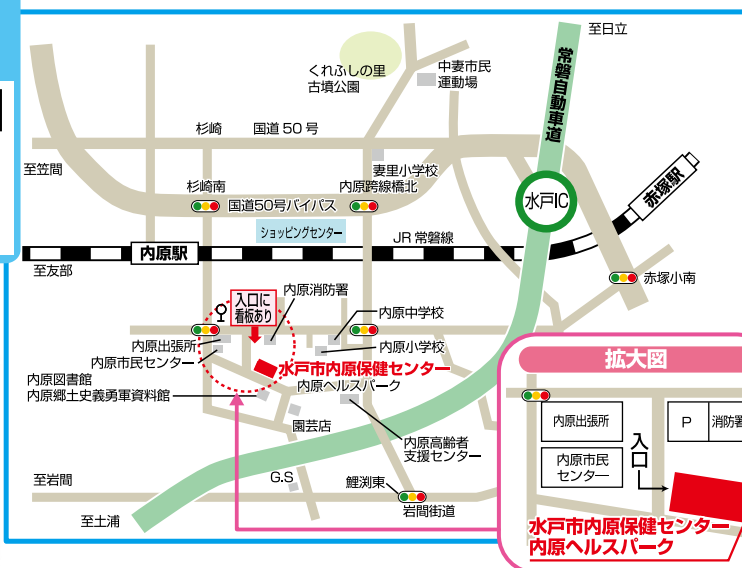 至日立
常磐自動車道
くれふしの里
古墳公園
中妻市民
運動場
杉崎
国道50号
至笠間
妻里小学校
杉崎南
内原跨線橋北
国道50号バイパス
水戸IC
赤塚駅
ショッピングセンター
JR 常磐線
内原駅
至友部
赤塚小南
内原消防署
入口に
看板あり
内原中学校
内原出張所
内原小学校
内原市民センター
水戸市内原保健センター
内原ヘルスパーク
内原図書館
内原郷土史義勇軍資料館
園芸店
内原高齢者
支援センター
G.S
至岩間
鯉渕東
岩間街道
至土浦
拡大図
内原出張所
P
消防署
入口
内原市民
センター
水戸市内原保健センター
内原ヘルスパーク